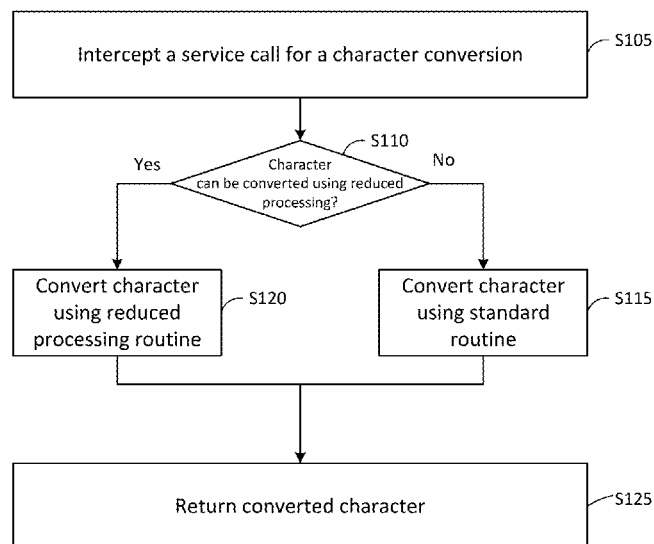 Intercept a service call for a character conversion
S105
S110
Yes
Character
can be converted using reduced
processing?
No
Convert character
using reduced
processing routine
S120
Convert character
using standard
routine
S115
Return converted character
S125